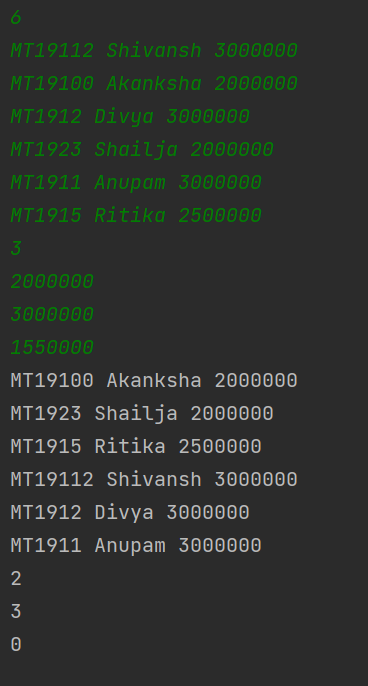 6
MT19112 Shivansh 3000000
MT19100 Akanksha 2000000
MT1912 Divya 3000000
MT1923 Shailja 2000000
MT1911 Anupam 3000000
MT1915 Ritika 2500000
3
2000000
3000000
1550000
MT19100 Akanksha 2000000
MT1923 Shailja 2000000
MT1915 Ritika 2500000
MT19112 Shivansh 3000000
MT1912 Divya 3000000
MT1911 Anupam 3000000
2
3
0